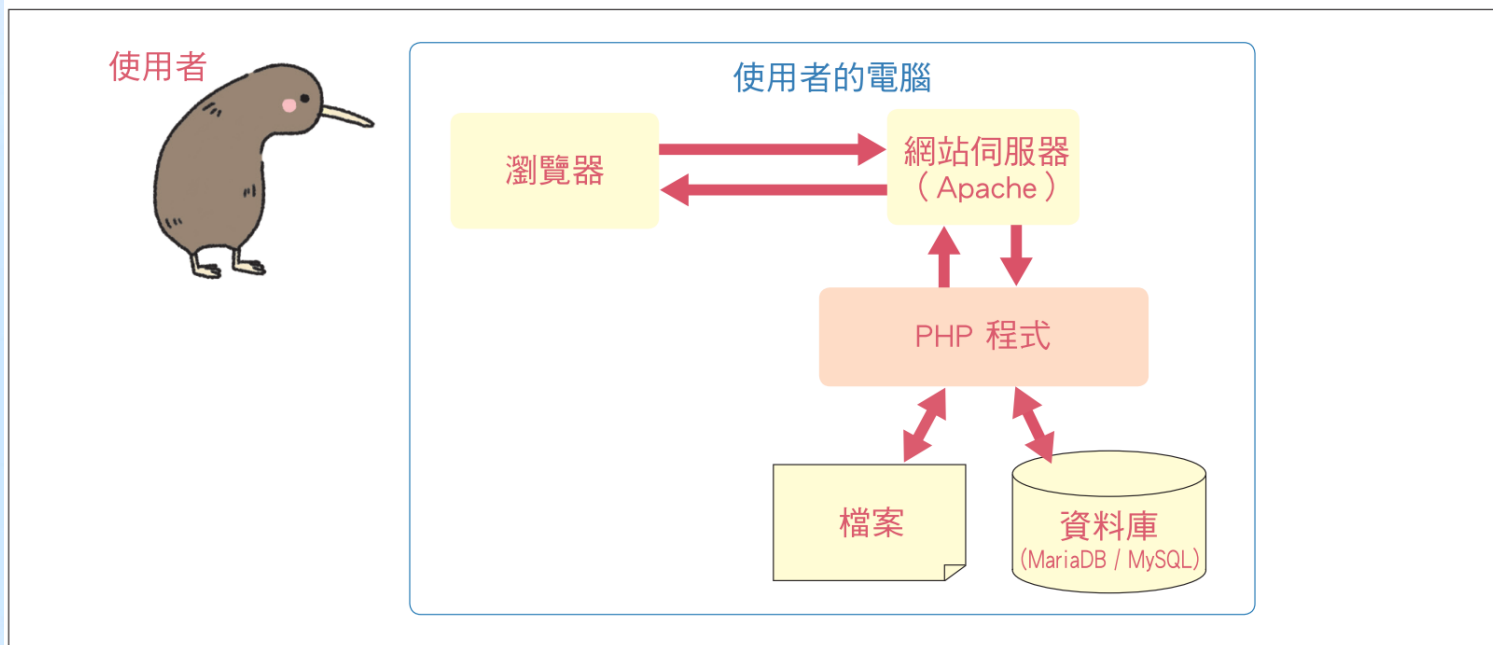 使用者
使用者的電腦
瀏覽器
網站伺服器
（ Apache ）
PHP 程式
檔案
資料庫
(MariaDB / MySQL)